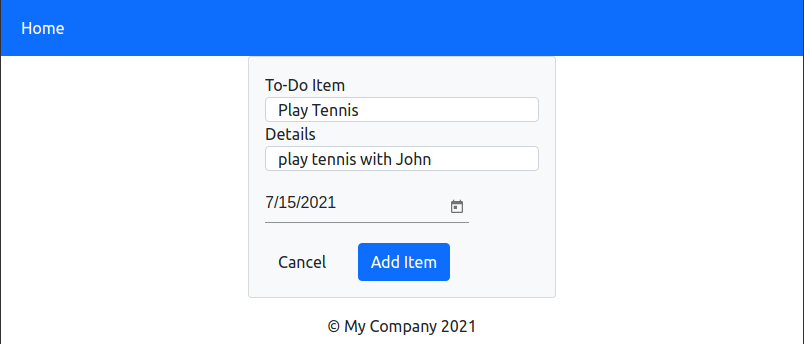 Home
To-Do Item
Play Tennis
Details
play tennis with John
7/15/2021
Cancel Add Item
© My Company 2021